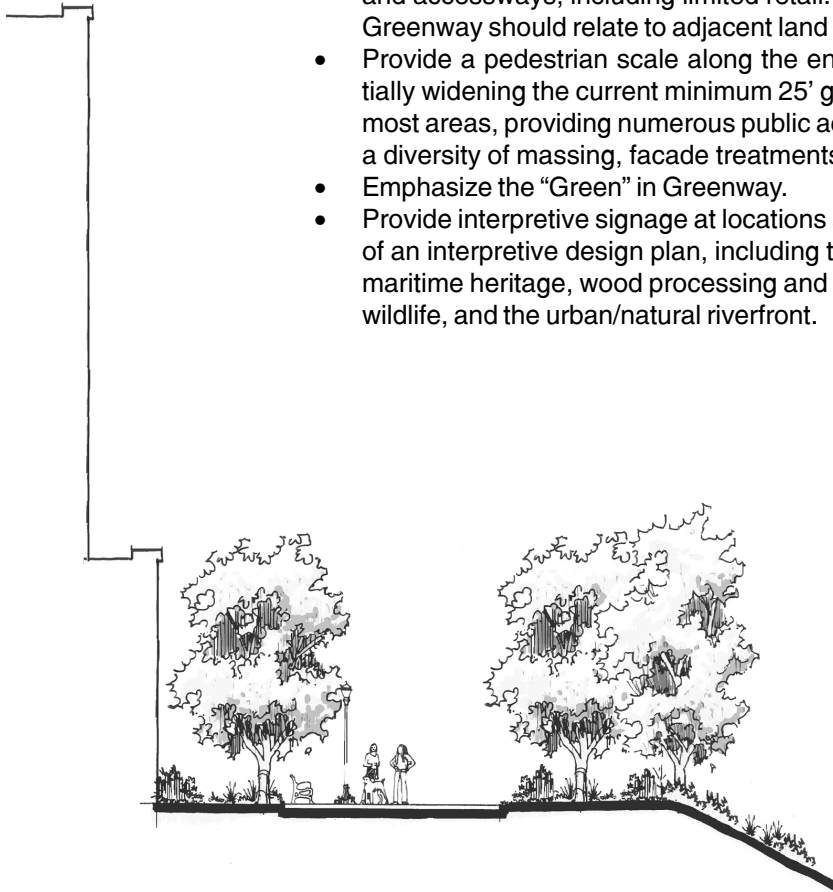 and accessways, including limited retail.
Greenway should relate to adjacent land
• Provide a pedestrian scale along the en
tially widening the current minimum 25’ g
most areas, providing numerous public a
a diversity of massing, facade treatments
• Emphasize the “Green” in Greenway.
• Provide interpretive signage at locations
of an interpretive design plan, including t
maritime heritage, wood processing and
wildlife, and the urban/natural riverfront.